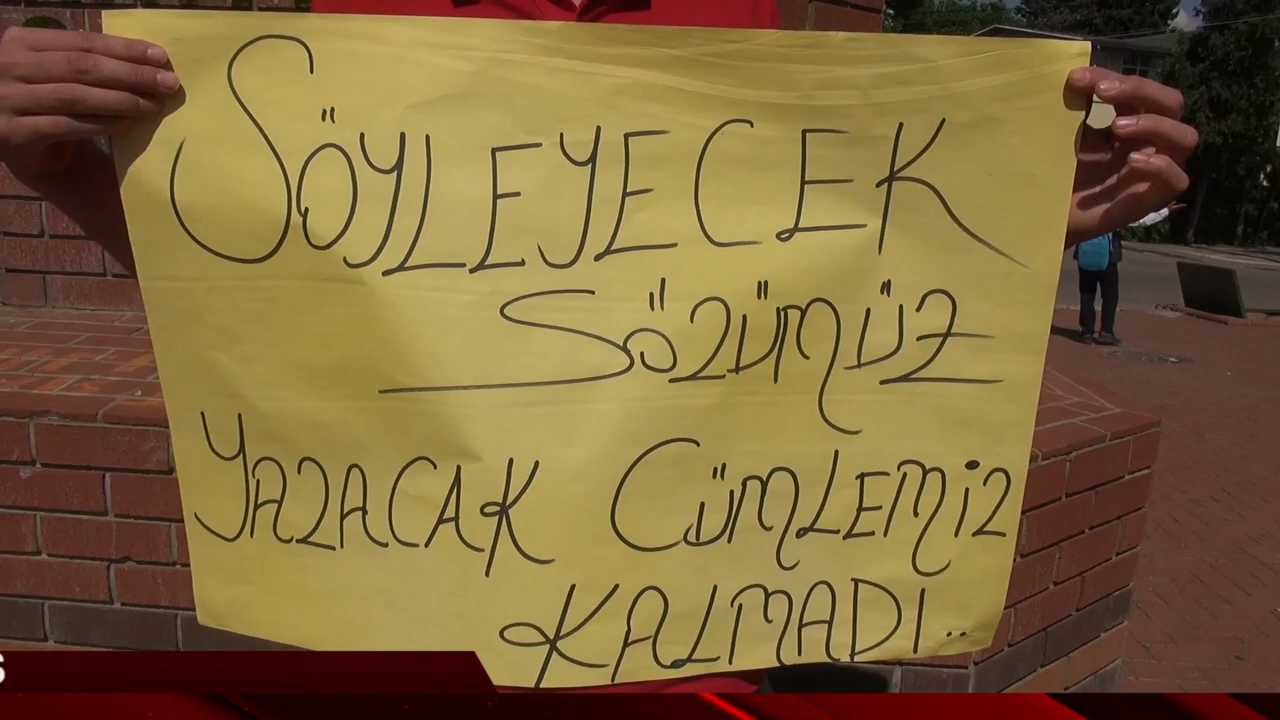 SÖYLEYECEK
SÖZÜMÜZ
YAZACAK CÜMLEMİZ
KALMADI..
S